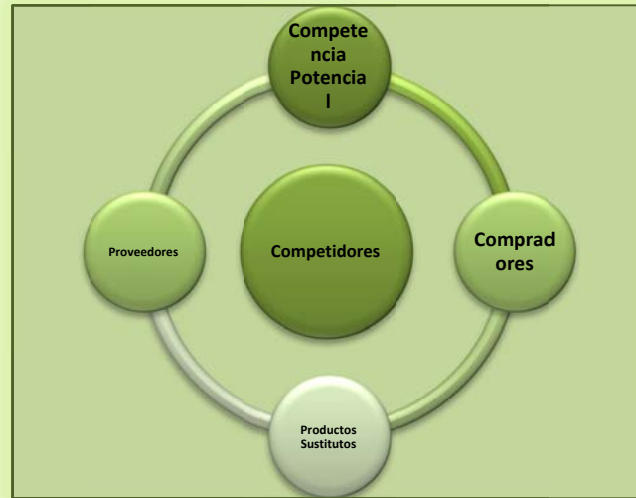 Compete
ncia
Potencia
l
Proveedores
Competidores
Comprad
ores
Productos
Sustitutos